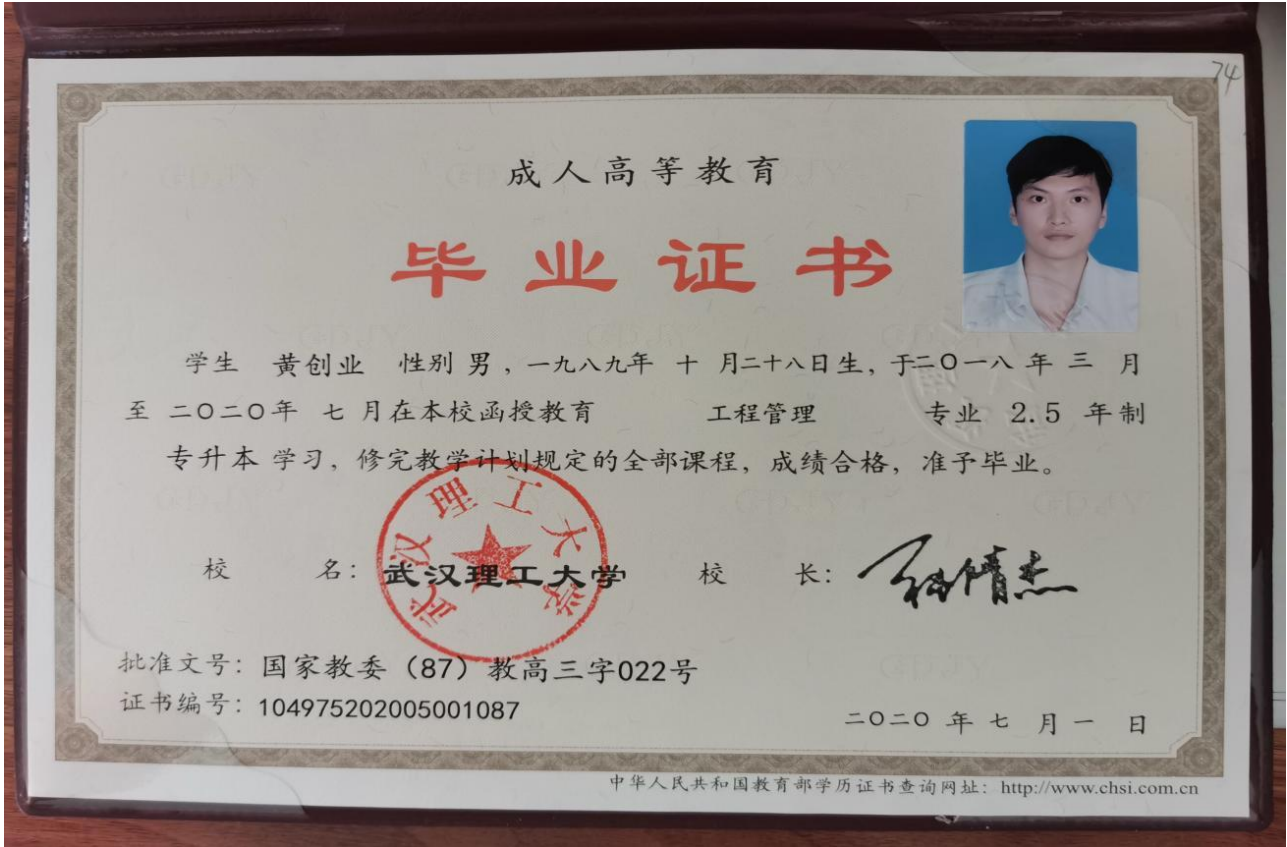 74
成人高等教育
毕业证书
学生 黄创业 性别 男，一九八九年 十 月二十八日生，于二〇一八 年 三 月
至 二〇二〇年 七 月在本校函授教育 工程管理 专业 2.5 年制
专升本 学习，修完教学计划规定的全部课程，成绩合格，准予毕业。
武汉理工大学
校 名：武汉理工大学 校 长：
批准文号：国家教委（87）教高三字022号
证书编号：104975202005001087
二〇二〇 年 七 月 一 日
中华人民共和国教育部学历证书查询网址：http://www.chsi.com.cn